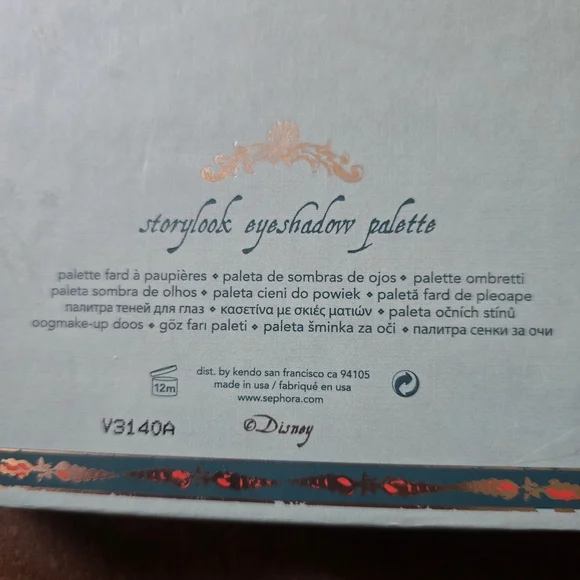 storylook eyeshadow palette
palette fard à paupières • paleta de sombras de ojos • palette ombretti
paleta sombra de olhos • paleta cieni do powiek • paletă fard de pleoape
палитра теней для глаз • κασετίνα με σκιές ματιών • paleta očních stínů
oogmake-up doos • göz farı paleti • paleta šminka za oči • палитра сенки за очи
dist. by kendo san francisco ca 94105
made in usa / fabriqué en usa
www.sephora.com
12m
V3140A
©Disney